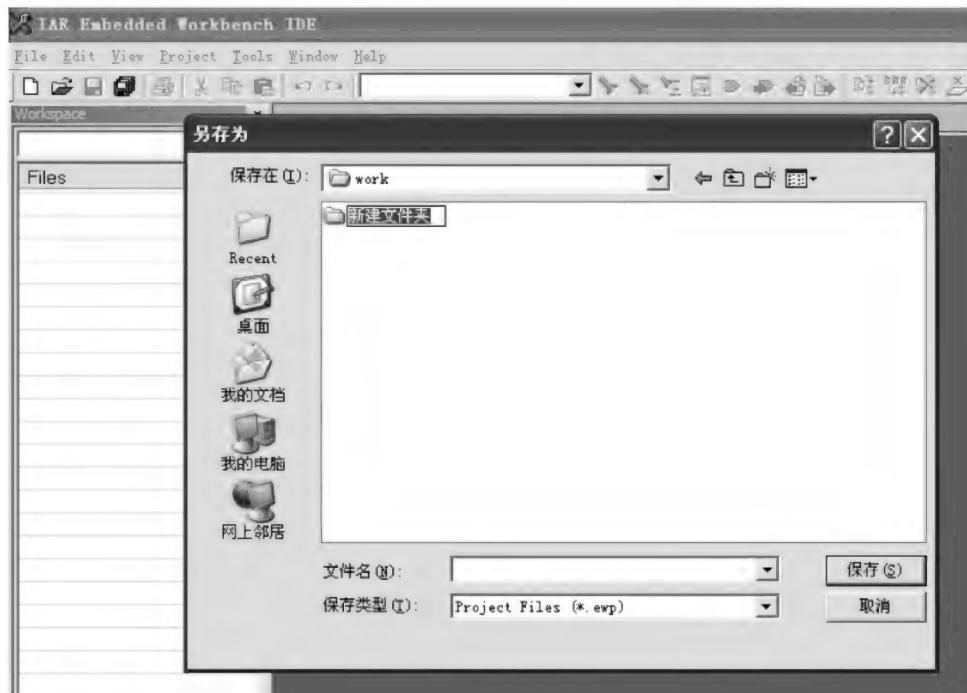 IAR Embedded Workbench IDE
File Edit View Project Tools Window Help
Workspace
Files
另存为
保存在(I):
work
新建文件夹
Recent
桌面
我的文档
我的电脑
网上邻居
文件名(N):
保存(S)
保存类型(T):
Project Files (*.ewp)
取消